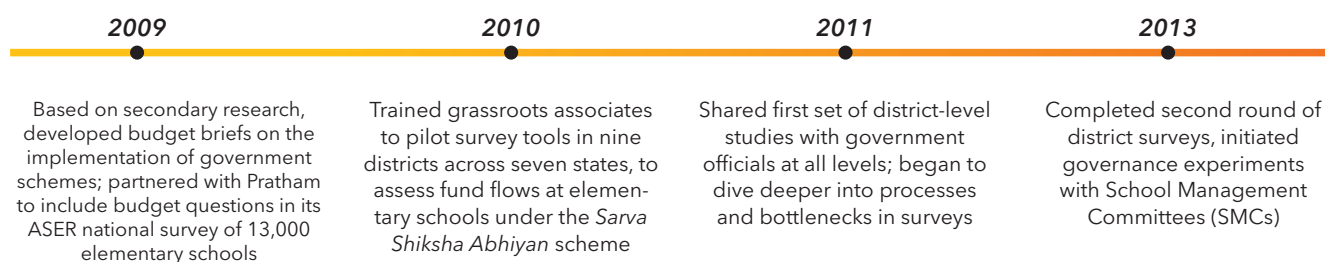 2009
2010
2011
2013
Based on secondary research,
developed budget briefs on the
implementation of government
schemes; partnered with Pratham
to include budget questions in its
ASER national survey of 13,000
elementary schools
Trained grassroots associates
to pilot survey tools in nine
districts across seven states, to
assess fund flows at elemen-
tary schools under the Sarva
Shiksha Abhiyan scheme
Shared first set of district-level
studies with government
officials at all levels; began to
dive deeper into processes
and bottlenecks in surveys
Completed second round of
district surveys, initiated
governance experiments
with School Management
Committees (SMCs)